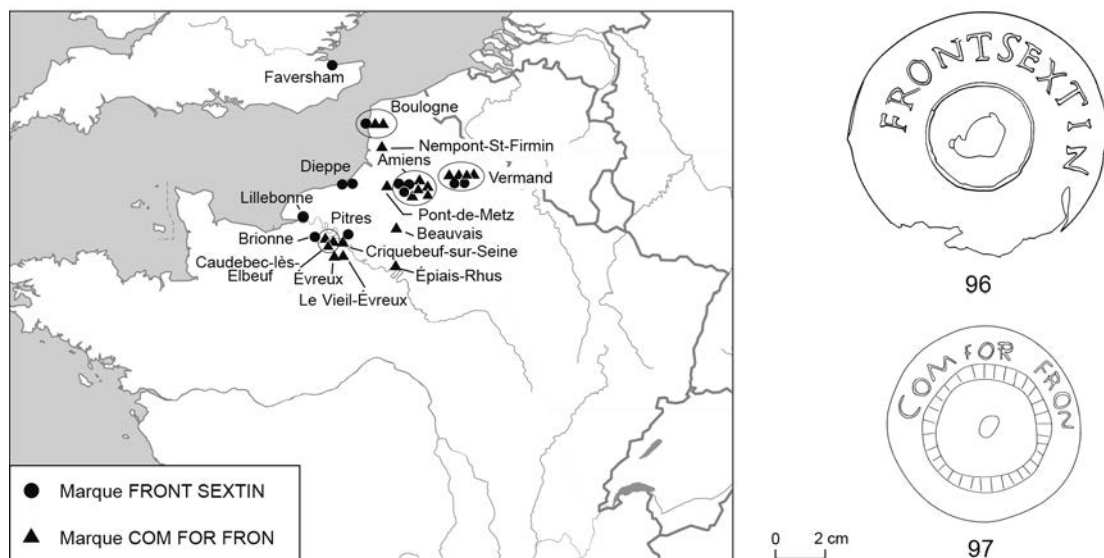 Faversham
Boulogne
Nempont-St-Firmin
Amiens
Dieppe
Vermand
Lillebonne
Pitres
Pont-de-Metz
Beauvais
Brionne
Criquebeuf-sur-Seine
Caudebec-lès-
Elbeuf
Évreux
Épiais-Rhus
Le Vieil-Évreux
Marque FRONT SEXTIN
Marque COM FOR FRON
FRONTSEXTIN
96
COM FOR FRON
0 2 cm
97